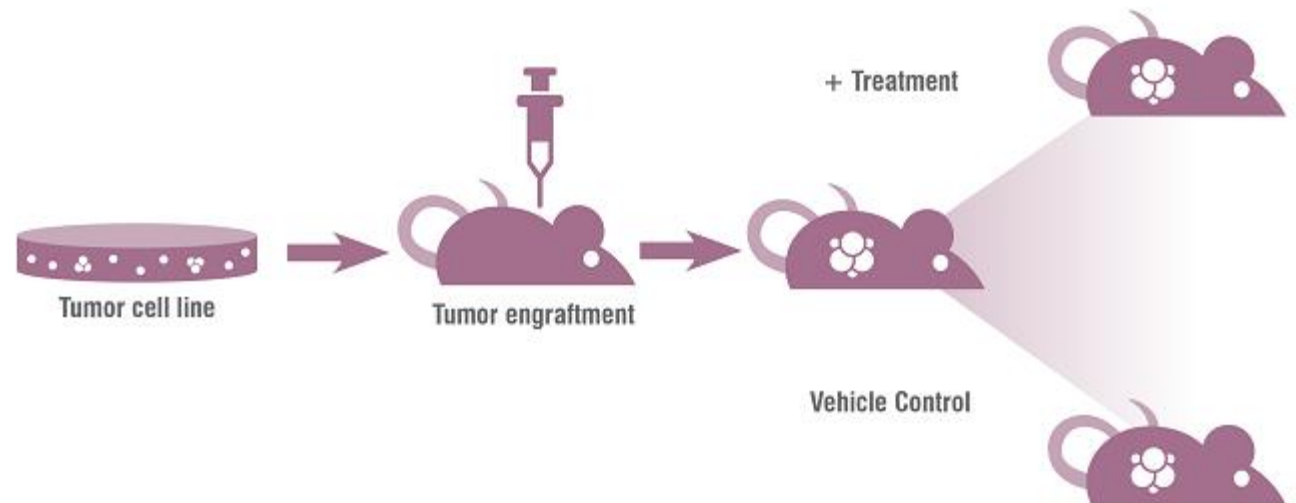 + Treatment
Tumor cell line
Tumor engraftment
Vehicle Control